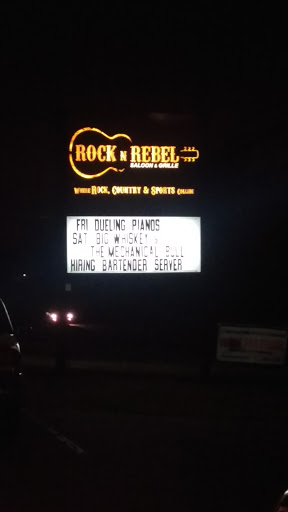 ROCK N REBEL
SALOON & GRILLE
WHERE ROCK, COUNTRY & SPORTS COLLIDE
FRI DUELING PIANOS
SAT BIG WHISKEY &
THE MECHANICAL BULL
HIRING BARTENDER SERVER